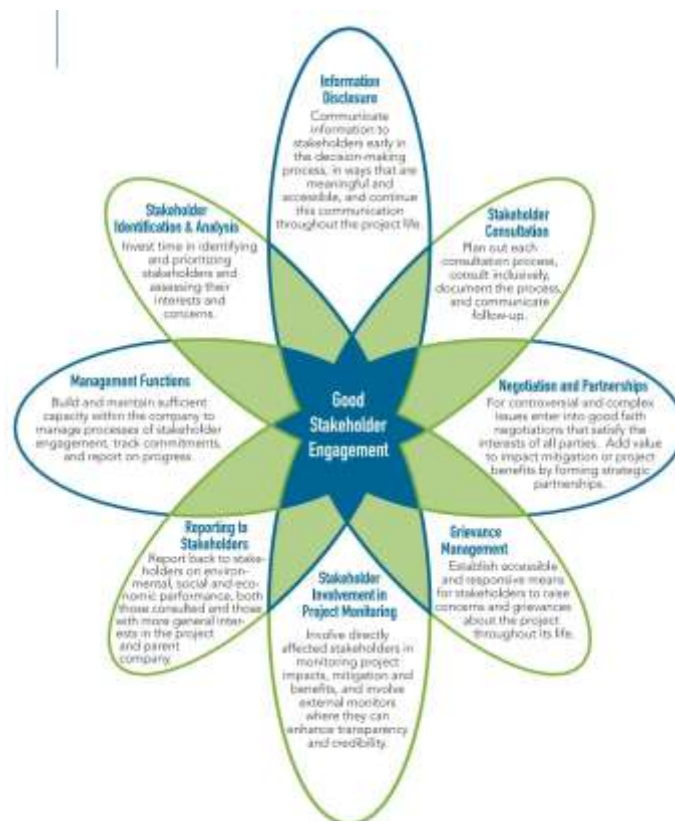 Information
Disclosure
Communicate
information to
stakeholders early in
the decision-making
process, in ways that are
meaningful and
accessible, and continue
this communication
throughout the project life.
Stakeholder
Consultation
Plan out each
consultation process,
consult inclusively,
document the process,
and communicate
follow-up.
Negotiation and Partnerships
For controversial and complex
issues enter into good faith
negotiations that satisfy the
interests of all parties. Add value
to impact mitigation or project
benefits by forming strategic
partnerships.
Grievance
Management
Establish accessible
and responsive means
for stakeholders to raise
concerns and grievances
about the project
throughout its life.
Stakeholder
Involvement in
Project Monitoring
Involve directly
affected stakeholders in
monitoring project
impacts, mitigation and
benefits, and involve
external monitors
where they can
enhance transparency
and credibility.
Reporting to
Stakeholders
Report back to stake-
holders on environ-
mental, social and eco-
nomic performance, both
those consulted and those
with more general inter-
ests in the project
and parent
company.
Management Functions
Build and maintain sufficient
capacity within the company to
manage processes of stakeholder
engagement, track commitments,
and report on progress.
Stakeholder
Identification & Analysis
Invest time in identifying
and prioritizing
stakeholders and
assessing their
interests and
concerns.
Good
Stakeholder
Engagement